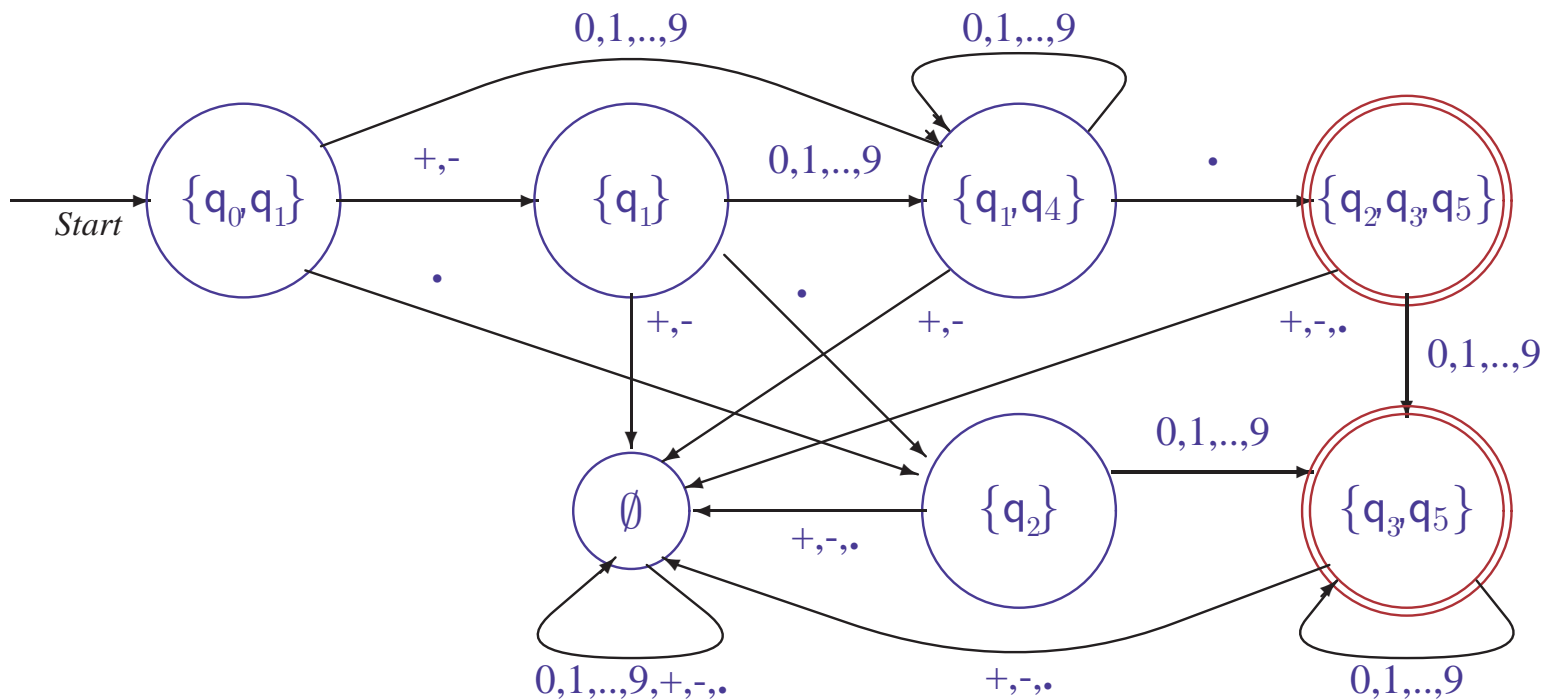 0,1,..,9
0,1,..,9
Start
{q₀,q₁}
+,-
{q₁}
0,1,..,9
{q₁,q₄}
.
{q₂,q₃,q₅}
.
+,-
.
+,-
+,-,.
0,1,..,9
∅
+,-,.
{q₂}
0,1,..,9
{q₃,q₅}
0,1,..,9,+,-,.
+,-,.
0,1,..,9